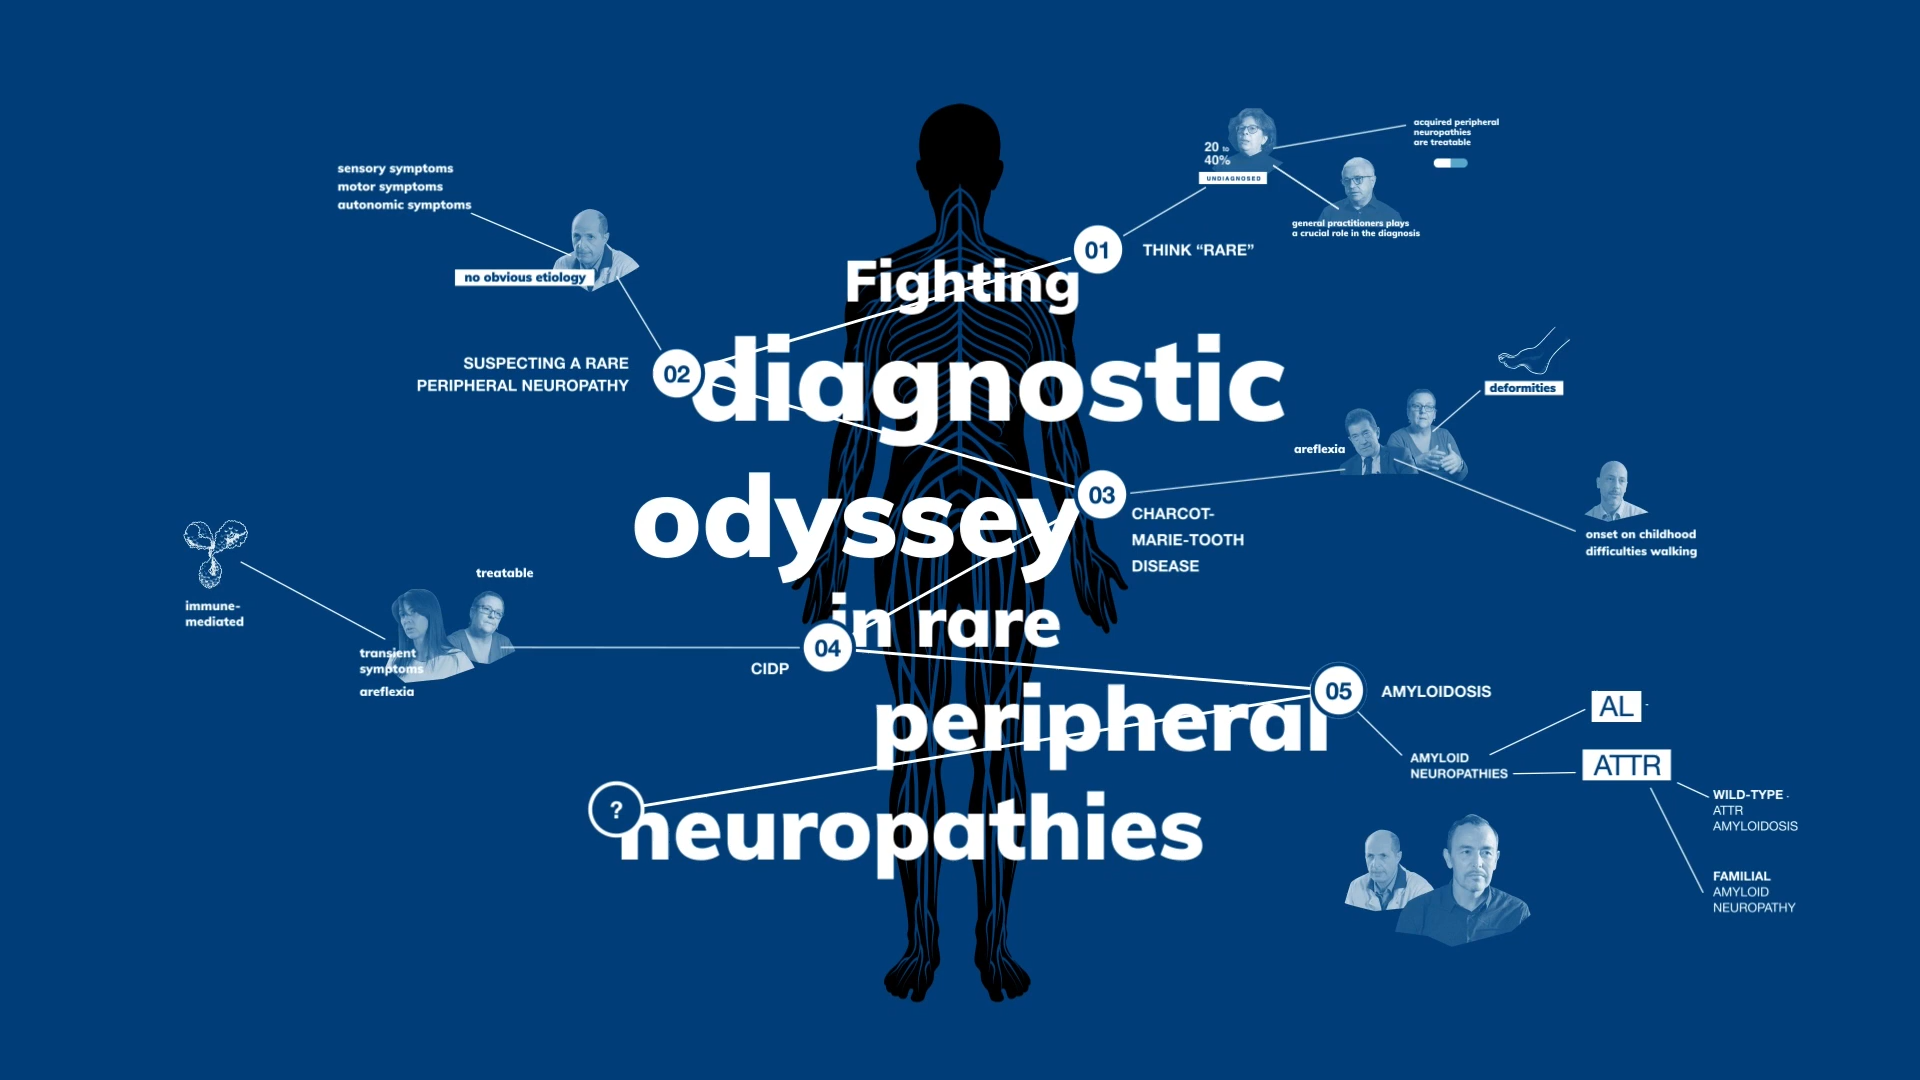 Fighting
diagnostic
odyssey
in rare
peripheral
neuropathies
01
THINK “RARE”
20 to
40%
UNDIAGNOSED
acquired peripheral
neuropathies
are treatable
general practitioners plays
a crucial role in the diagnosis
02
SUSPECTING A RARE
PERIPHERAL NEUROPATHY
sensory symptoms
motor symptoms
autonomic symptoms
no obvious etiology
03
CHARCOT-
MARIE-TOOTH
DISEASE
areflexia
deformities
onset on childhood
difficulties walking
04
CIDP
treatable
transient
symptoms
areflexia
immune-
mediated
05
AMYLOIDOSIS
AMYLOID
NEUROPATHIES
AL -
ATTR
WILD-TYPE -
ATTR
AMYLOIDOSIS
FAMILIAL
AMYLOID
NEUROPATHY
?